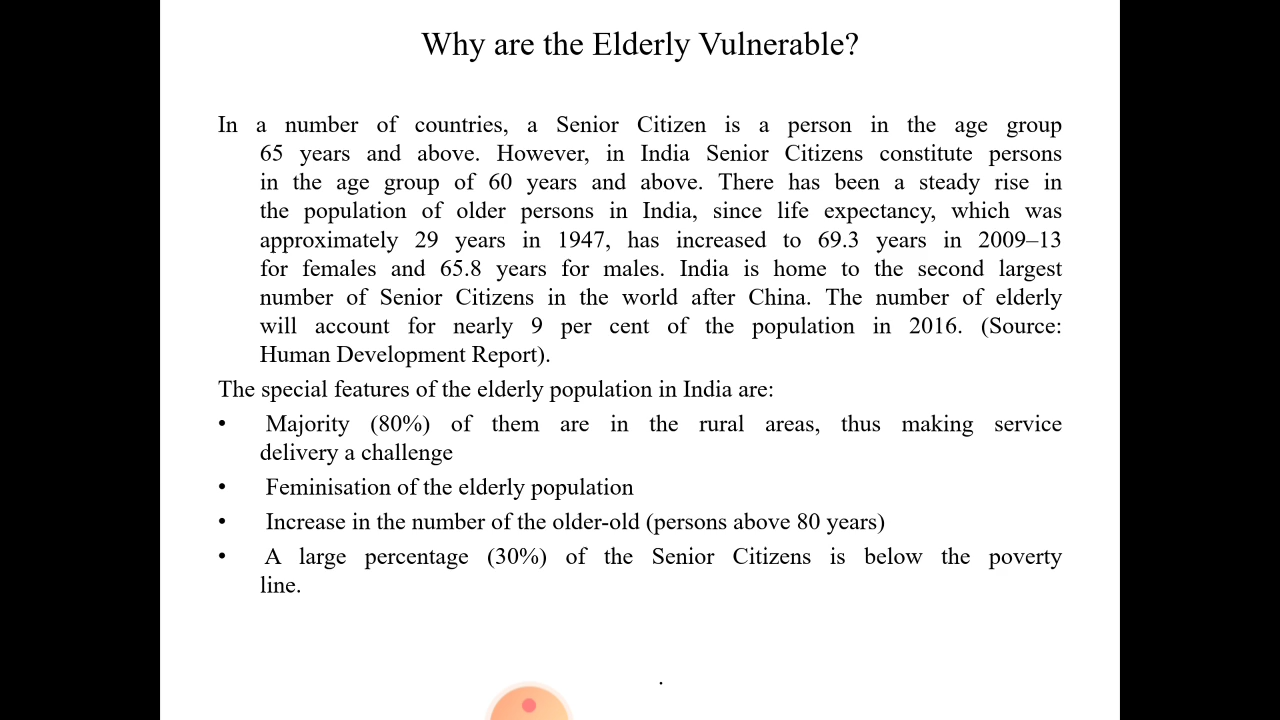 Why are the Elderly Vulnerable?
In a number of countries, a Senior Citizen is a person in the age group
65 years and above. However, in India Senior Citizens constitute persons
in the age group of 60 years and above. There has been a steady rise in
the population of older persons in India, since life expectancy, which was
approximately 29 years in 1947, has increased to 69.3 years in 2009–13
for females and 65.8 years for males. India is home to the second largest
number of Senior Citizens in the world after China. The number of elderly
will account for nearly 9 per cent of the population in 2016. (Source:
Human Development Report).
The special features of the elderly population in India are:
• Majority (80%) of them are in the rural areas, thus making service
delivery a challenge
• Feminisation of the elderly population
• Increase in the number of the older-old (persons above 80 years)
• A large percentage (30%) of the Senior Citizens is below the poverty
line.
.